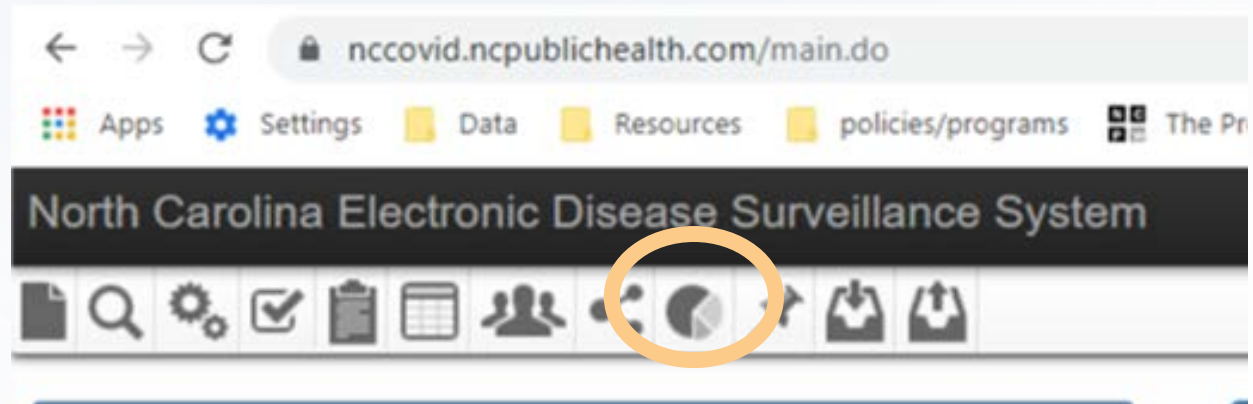 nccovid.ncpublichealth.com/main.do
Apps Settings Data Resources policies/programs The Pr
North Carolina Electronic Disease Surveillance System